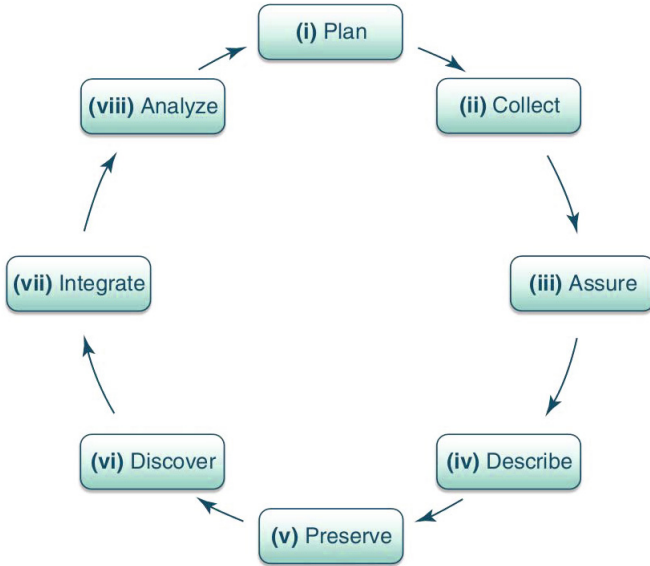 (i) Plan
(ii) Collect
(iii) Assure
(iv) Describe
(v) Preserve
(vi) Discover
(vii) Integrate
(viii) Analyze